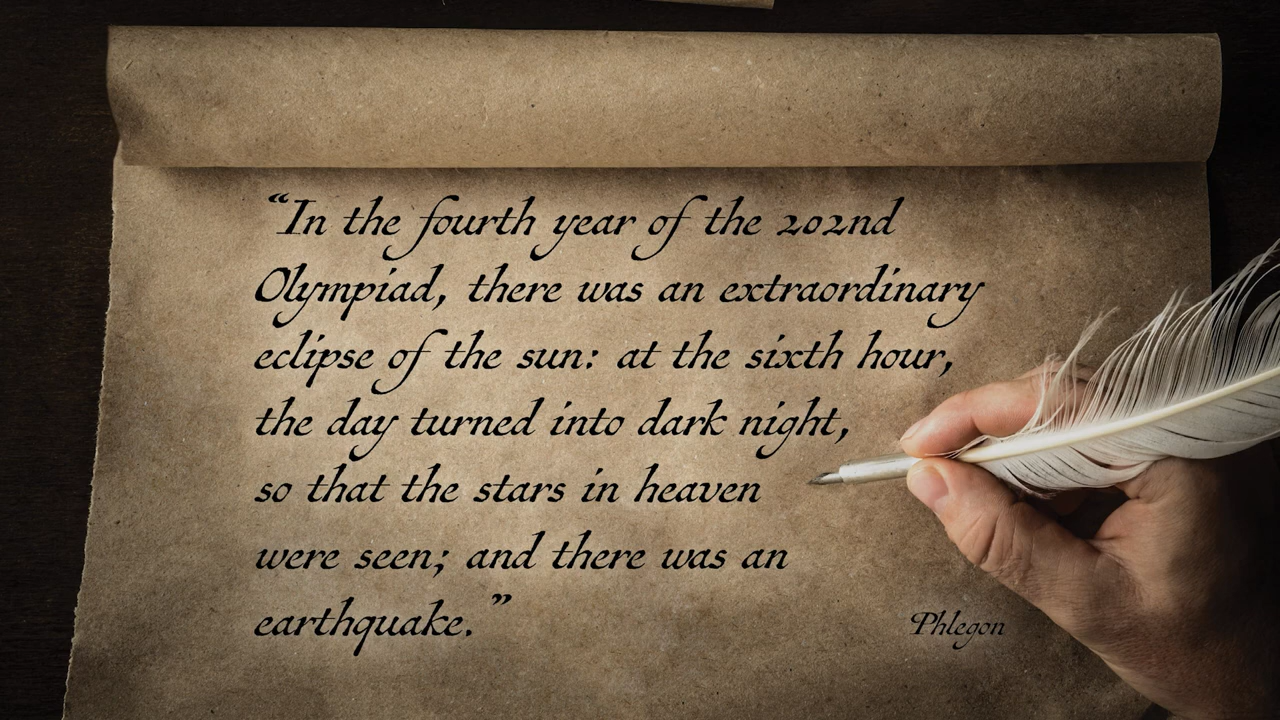 “In the fourth year of the 202nd
Olympiad, there was an extraordinary
eclipse of the sun: at the sixth hour,
the day turned into dark night,
so that the stars in heaven
were seen; and there was an
earthquake.”
Phlegon